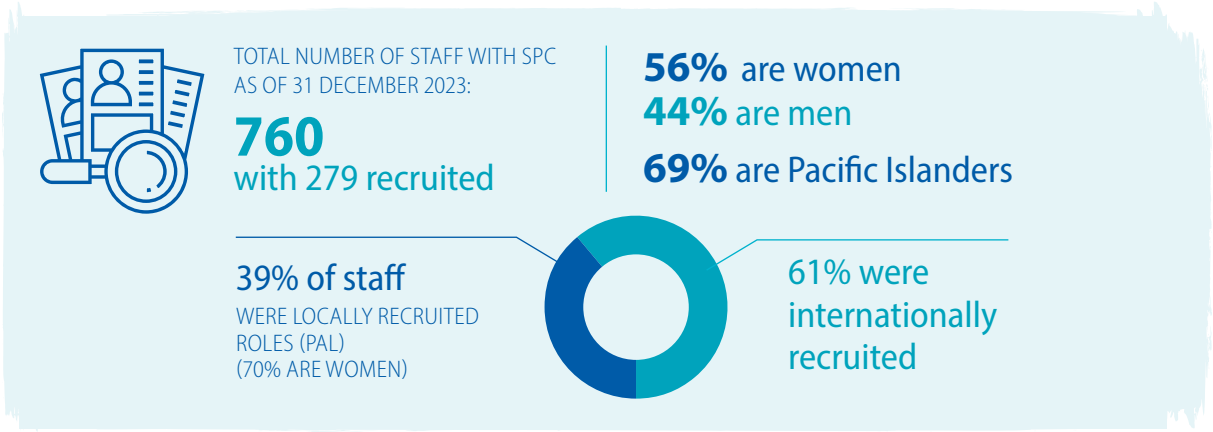 TOTAL NUMBER OF STAFF WITH SPC
AS OF 31 DECEMBER 2023:
760
with 279 recruited
56% are women
44% are men
69% are Pacific Islanders
39% of staff
WERE LOCALLY RECRUITED
ROLES (PAL)
(70% ARE WOMEN)
61% were
internationally
recruited